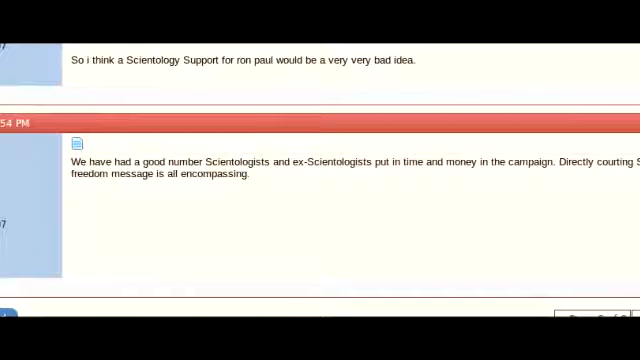 So i think a Scientology Support for ron paul would be a very very bad idea.
54 PM
We have had a good number Scientologists and ex-Scientologists put in time and money in the campaign. Directly courting S
freedom message is all encompassing.
07